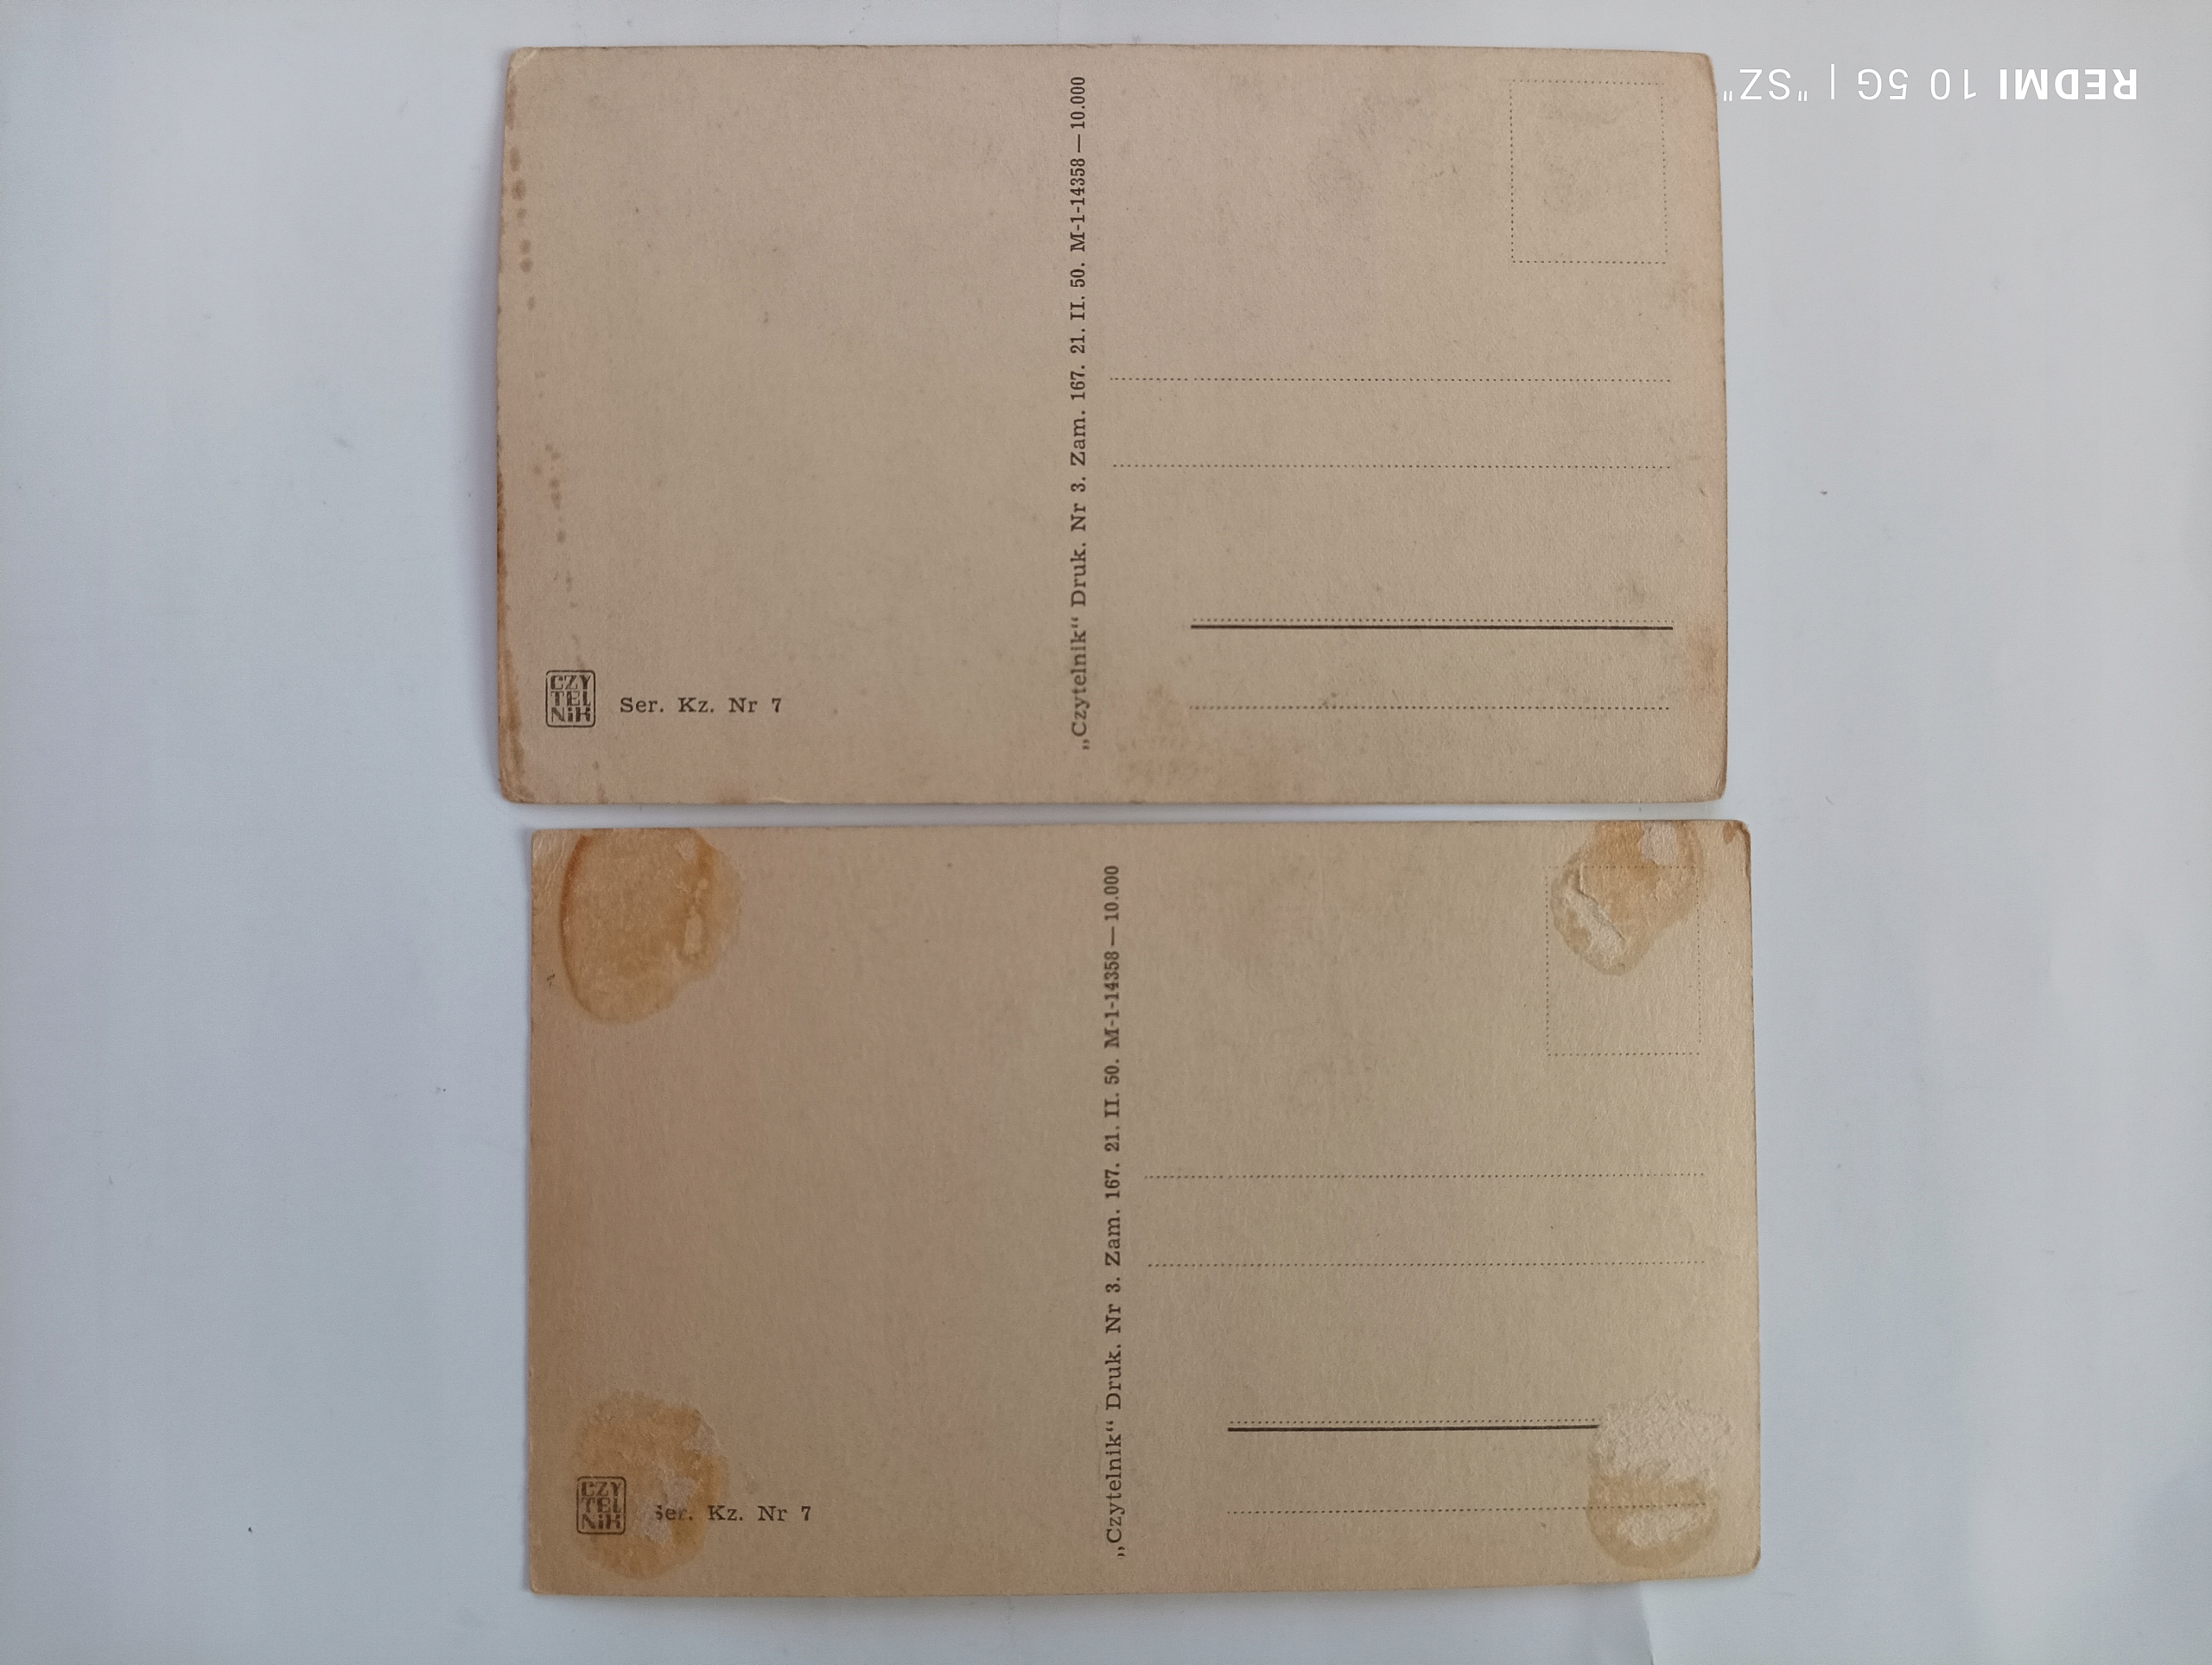 REDMI 10 5G | "SZ"
„Czytelnik“ Druk. Nr 3. Zam. 167. 21. II. 50. M-1-14358 — 10.000
CZY
TEL
NiK
Ser. Kz. Nr 7
„Czytelnik“ Druk. Nr 3. Zam. 167. 21. II. 50. M-1-14358 — 10.000
CZY
TEL
NiK
Ser. Kz. Nr 7